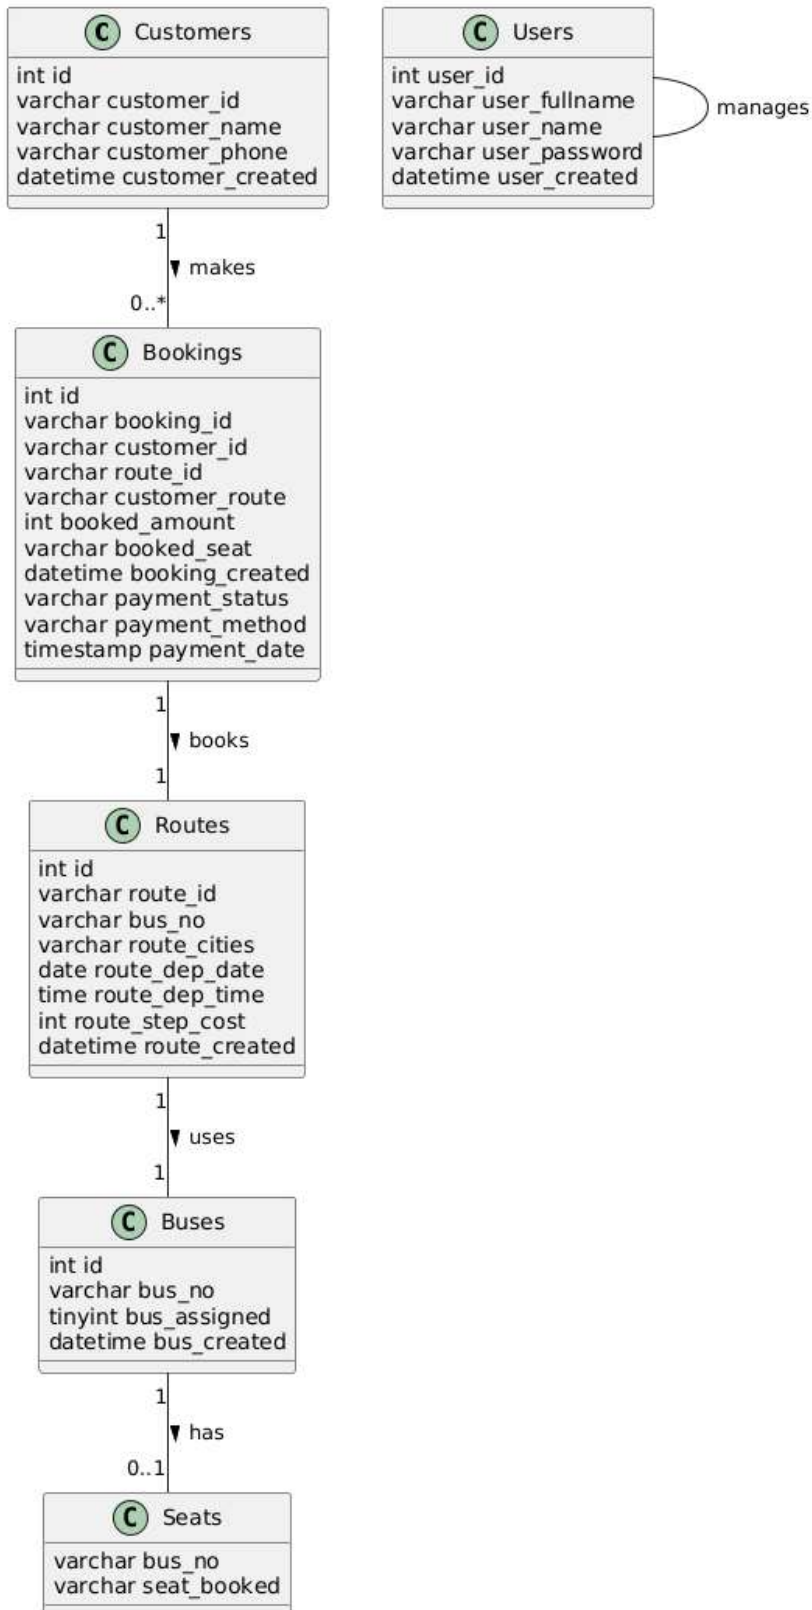 C Customers
int id
varchar customer_id
varchar customer_name
varchar customer_phone
datetime customer_created
C Users
int user_id
varchar user_fullname
varchar user_name
varchar user_password
datetime user_created
manages
1
makes
0..*
C Bookings
int id
varchar booking_id
varchar customer_id
varchar route_id
varchar customer_route
int booked_amount
varchar booked_seat
datetime booking_created
varchar payment_status
varchar payment_method
timestamp payment_date
1
books
1
C Routes
int id
varchar route_id
varchar bus_no
varchar route_cities
date route_dep_date
time route_dep_time
int route_step_cost
datetime route_created
1
uses
1
C Buses
int id
varchar bus_no
tinyint bus_assigned
datetime bus_created
1
has
0..1
C Seats
varchar bus_no
varchar seat_booked